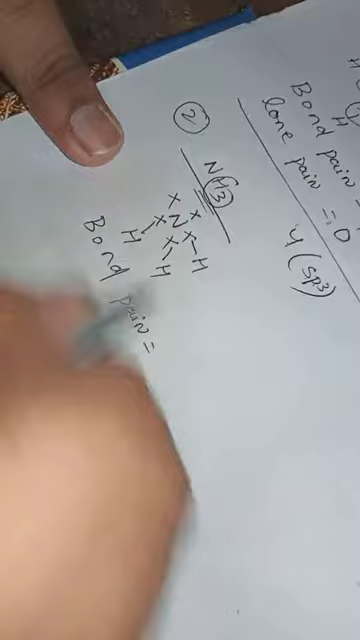 H
H
Bond pair =
lone pair = 0
4 (sp3)
②
NH3
x x
x N x
H x H
H
Bond pair =